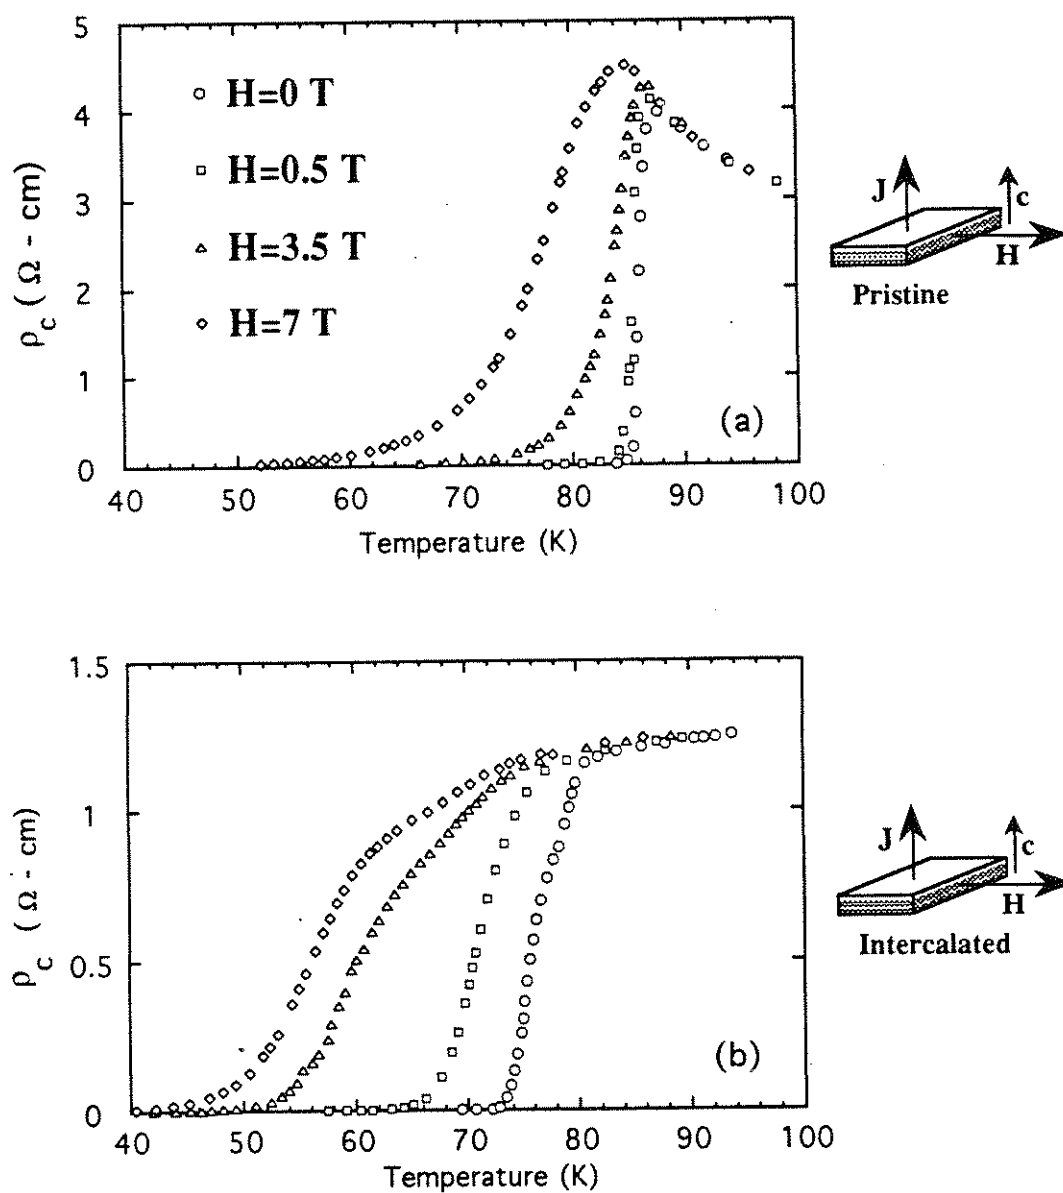 5
4
3
2
1
0
ρc ( Ω - cm)
H=0 T
H=0.5 T
H=3.5 T
H=7 T
(a)
40 50 60 70 80 90 100
Temperature (K)
J
c
H
Pristine
1.5
1
0.5
0
ρc ( Ω - cm)
(b)
40 50 60 70 80 90 100
Temperature (K)
J
c
H
Intercalated